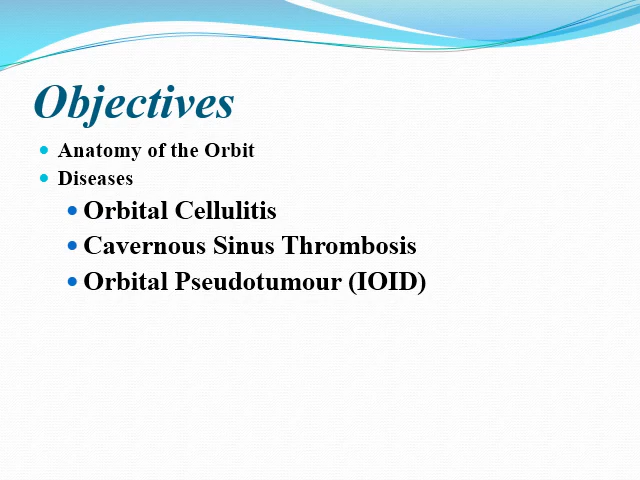 Objectives
Anatomy of the Orbit
Diseases
Orbital Cellulitis
Cavernous Sinus Thrombosis
Orbital Pseudotumour (IOID)